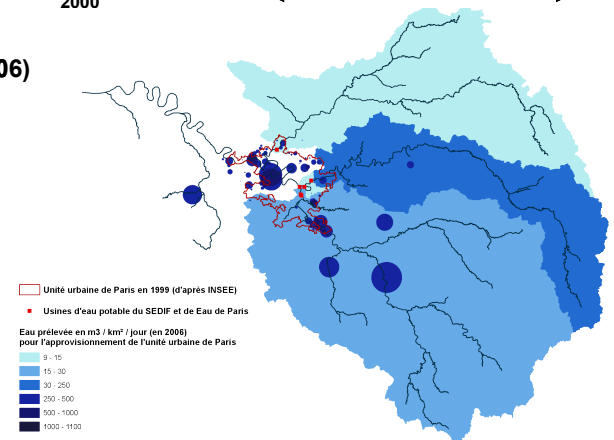 2000
06)
Unité urbaine de Paris en 1999 (d'après INSEE)
Usines d'eau potable du SEDIF et de Eau de Paris
Eau prélevée en m3 / km² / jour (en 2006)
pour l'approvisionnement de l'unité urbaine de Paris
9 - 15
15 - 30
30 - 250
250 - 500
500 - 1000
1000 - 1100